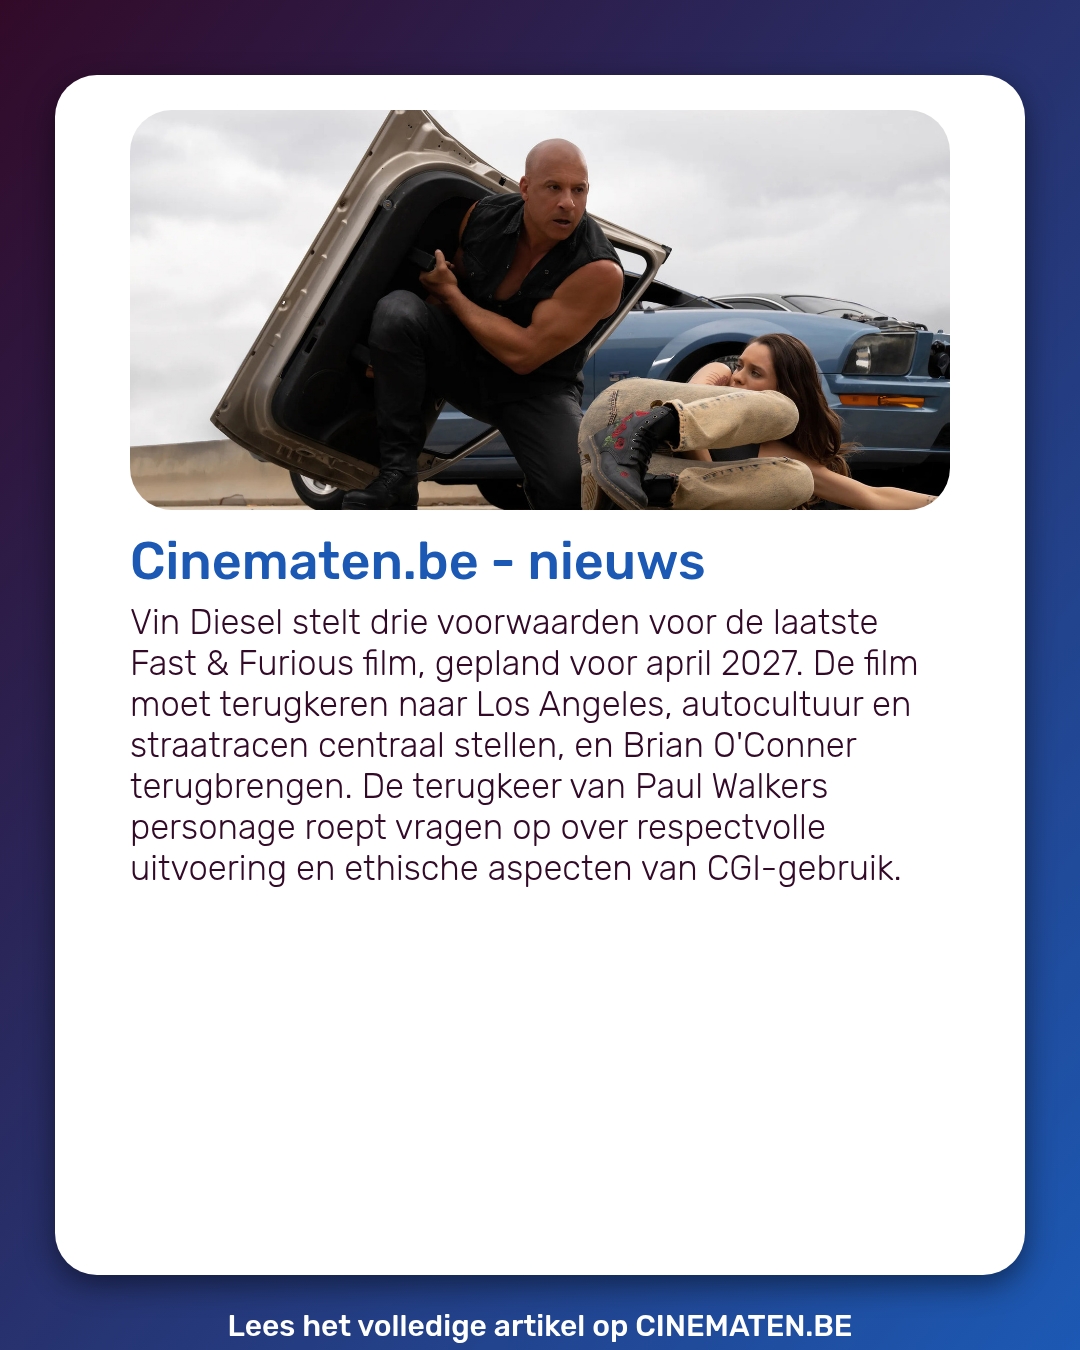 Cinematen.be - nieuws
Vin Diesel stelt drie voorwaarden voor de laatste
Fast & Furious film, gepland voor april 2027. De film
moet terugkeren naar Los Angeles, autocultuur en
straatracen centraal stellen, en Brian O'Conner
terugbrengen. De terugkeer van Paul Walkers
personage roept vragen op over respectvolle
uitvoering en ethische aspecten van CGI-gebruik.
Lees het volledige artikel op CINEMATEN.BE